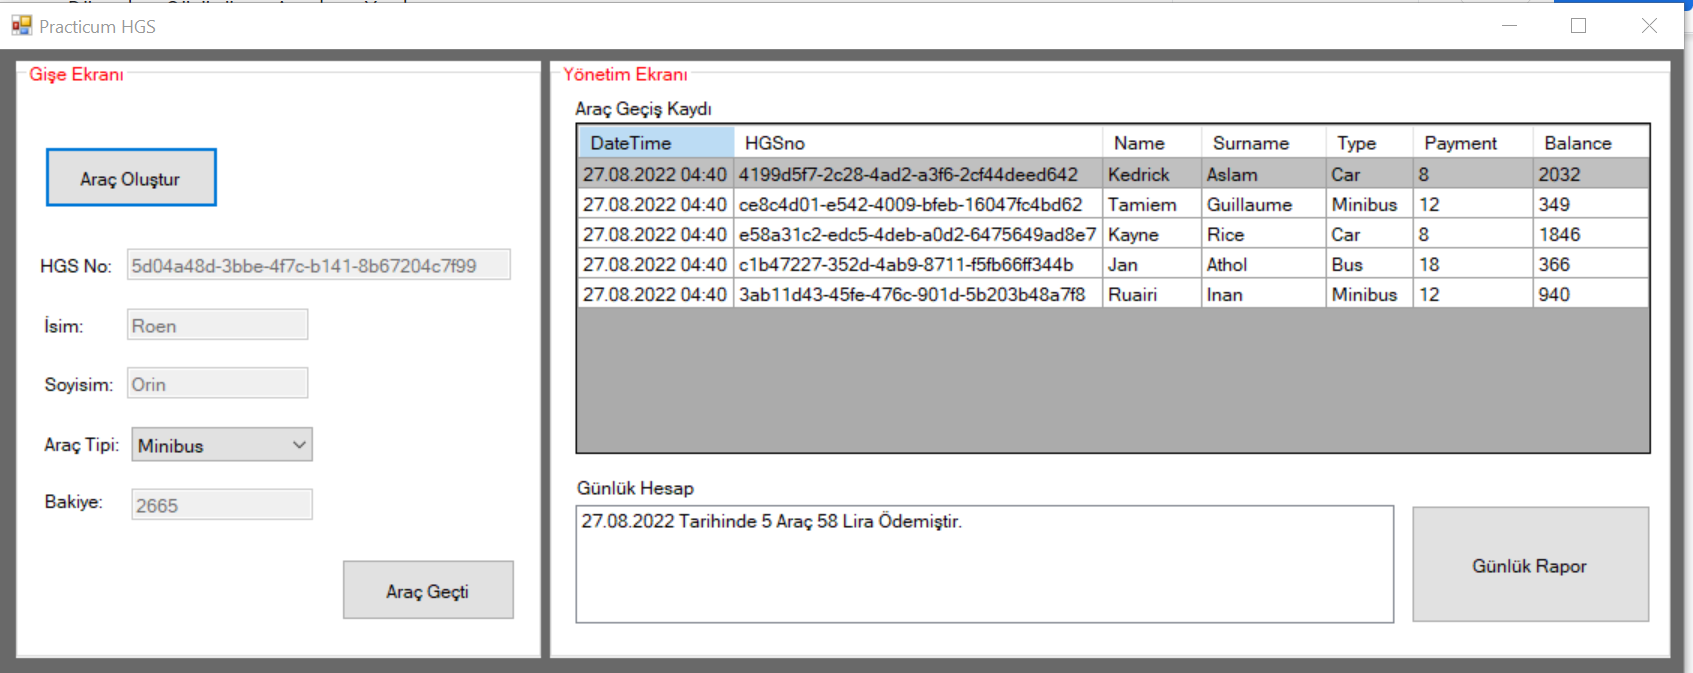 Practicum HGS
Gişe Ekranı
Araç Oluştur
HGS No: 5d04a48d-3bbe-4f7c-b141-8b67204c7f99
İsim: Roen
Soyisim: Orin
Araç Tipi: Minibus
Bakiye: 2665
Araç Geçti
Yönetim Ekranı
Araç Geçiş Kaydı
DateTime HGSno Name Surname Type Payment Balance
27.08.2022 04:40 4199d5f7-2c28-4ad2-a3f6-2cf44deed642 Kedrick Aslam Car 8 2032
27.08.2022 04:40 ce8c4d01-e542-4009-bfeb-16047fc4bd62 Tamiem Guillaume Minibus 12 349
27.08.2022 04:40 e58a31c2-edc5-4deb-a0d2-6475649ad8e7 Kayne Rice Car 8 1846
27.08.2022 04:40 c1b47227-352d-4ab9-8711-f5fb66ff344b Jan Athol Bus 18 366
27.08.2022 04:40 3ab11d43-45fe-476c-901d-5b203b48a7f8 Ruairi Inan Minibus 12 940
Günlük Hesap
27.08.2022 Tarihinde 5 Araç 58 Lira Ödemiştir.
Günlük Rapor